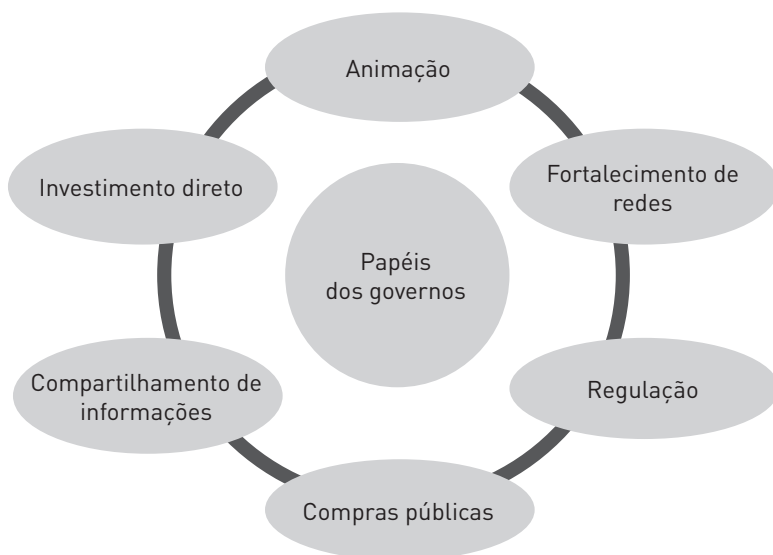 Animação
Investimento direto
Fortalecimento de
redes
Papéis
dos governos
Compartilhamento de
informações
Regulação
Compras públicas